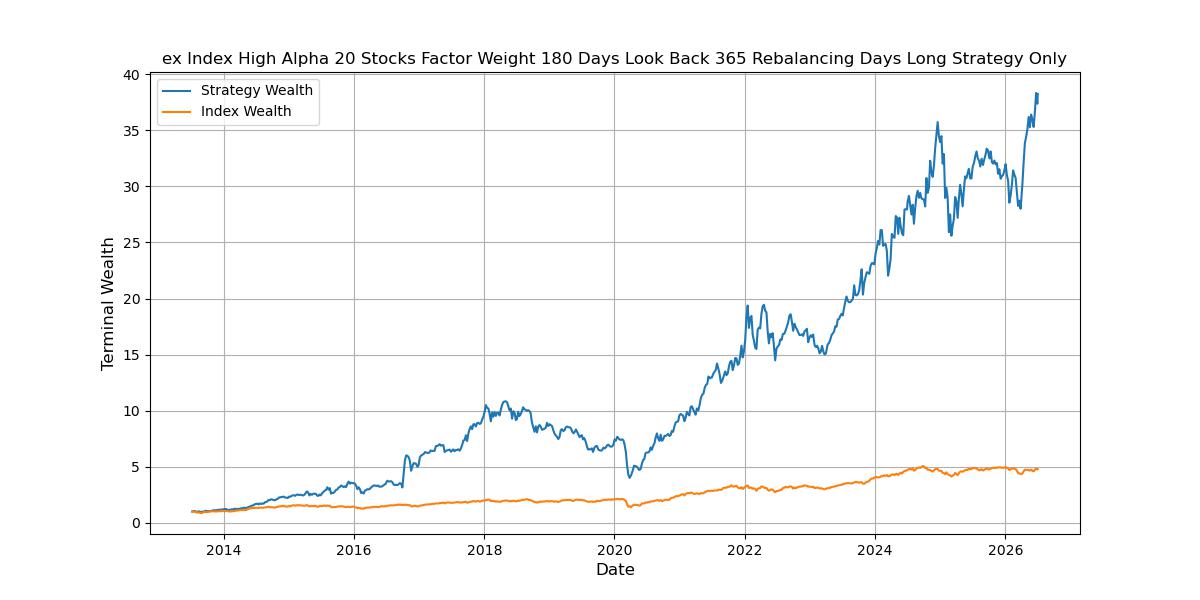 ex Index High Alpha 20 Stocks Factor Weight 180 Days Look Back 365 Rebalancing Days Long Strategy Only
Strategy Wealth
Index Wealth
Terminal Wealth
40
35
30
25
20
15
10
5
0
2014 2016 2018 2020 2022 2024 2026
Date